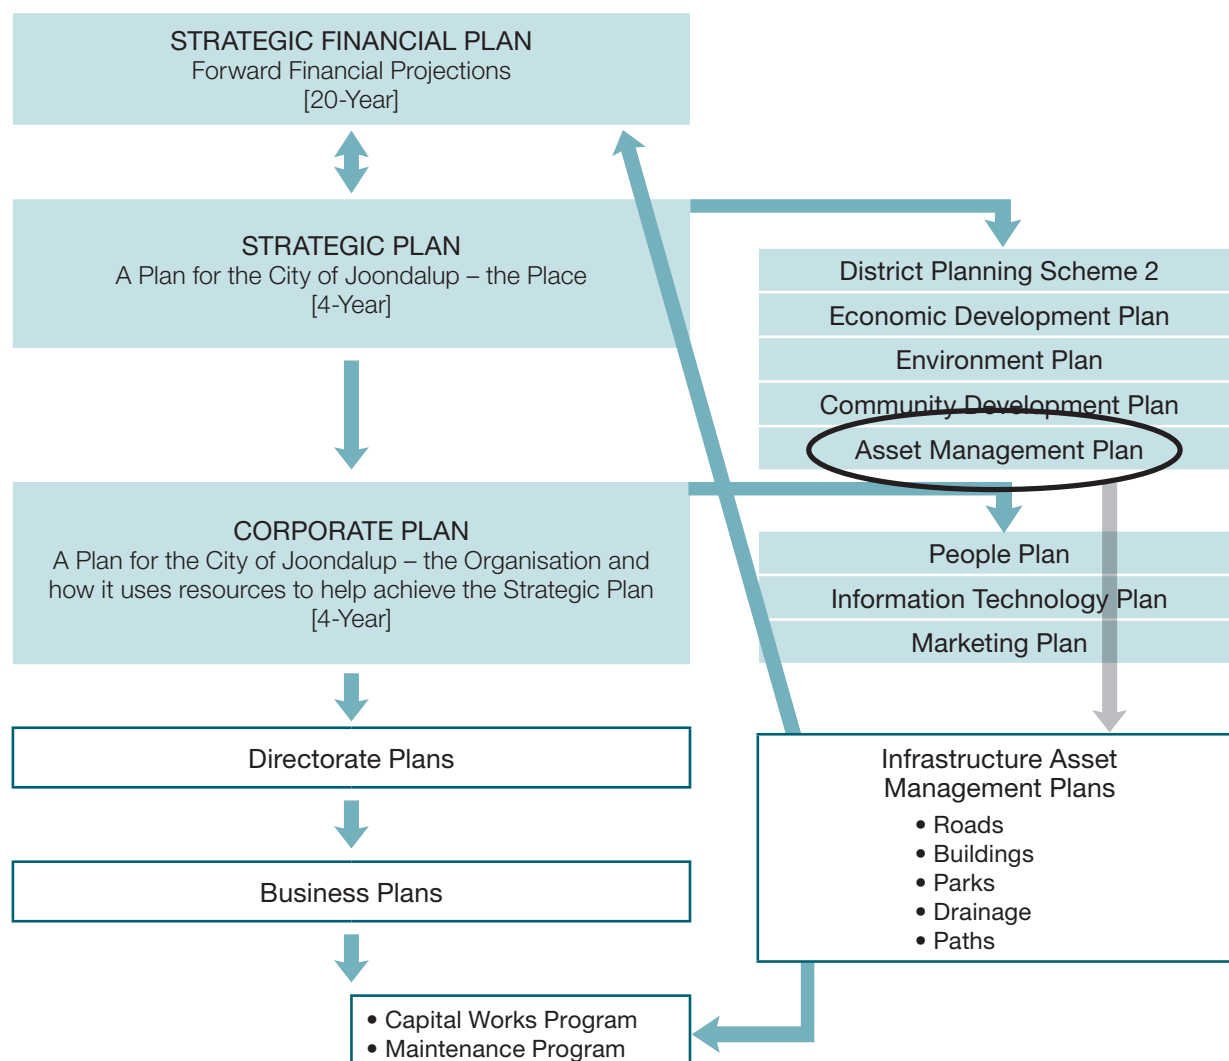 STRATEGIC FINANCIAL PLAN
Forward Financial Projections
[20-Year]
STRATEGIC PLAN
A Plan for the City of Joondalup – the Place
[4-Year]
District Planning Scheme 2
Economic Development Plan
Environment Plan
Community Development Plan
Asset Management Plan
CORPORATE PLAN
A Plan for the City of Joondalup – the Organisation and
how it uses resources to help achieve the Strategic Plan
[4-Year]
People Plan
Information Technology Plan
Marketing Plan
Directorate Plans
Business Plans
Infrastructure Asset
Management Plans
• Roads
• Buildings
• Parks
• Drainage
• Paths
• Capital Works Program
• Maintenance Program